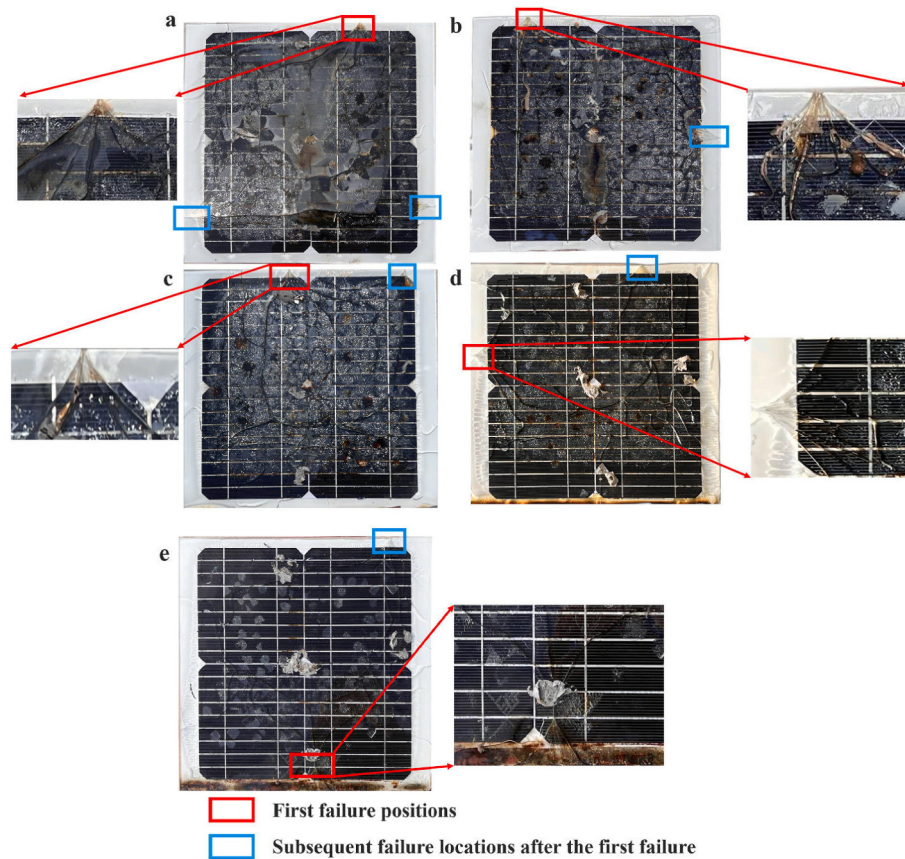 a
b
c
d
e
First failure positions
Subsequent failure locations after the first failure